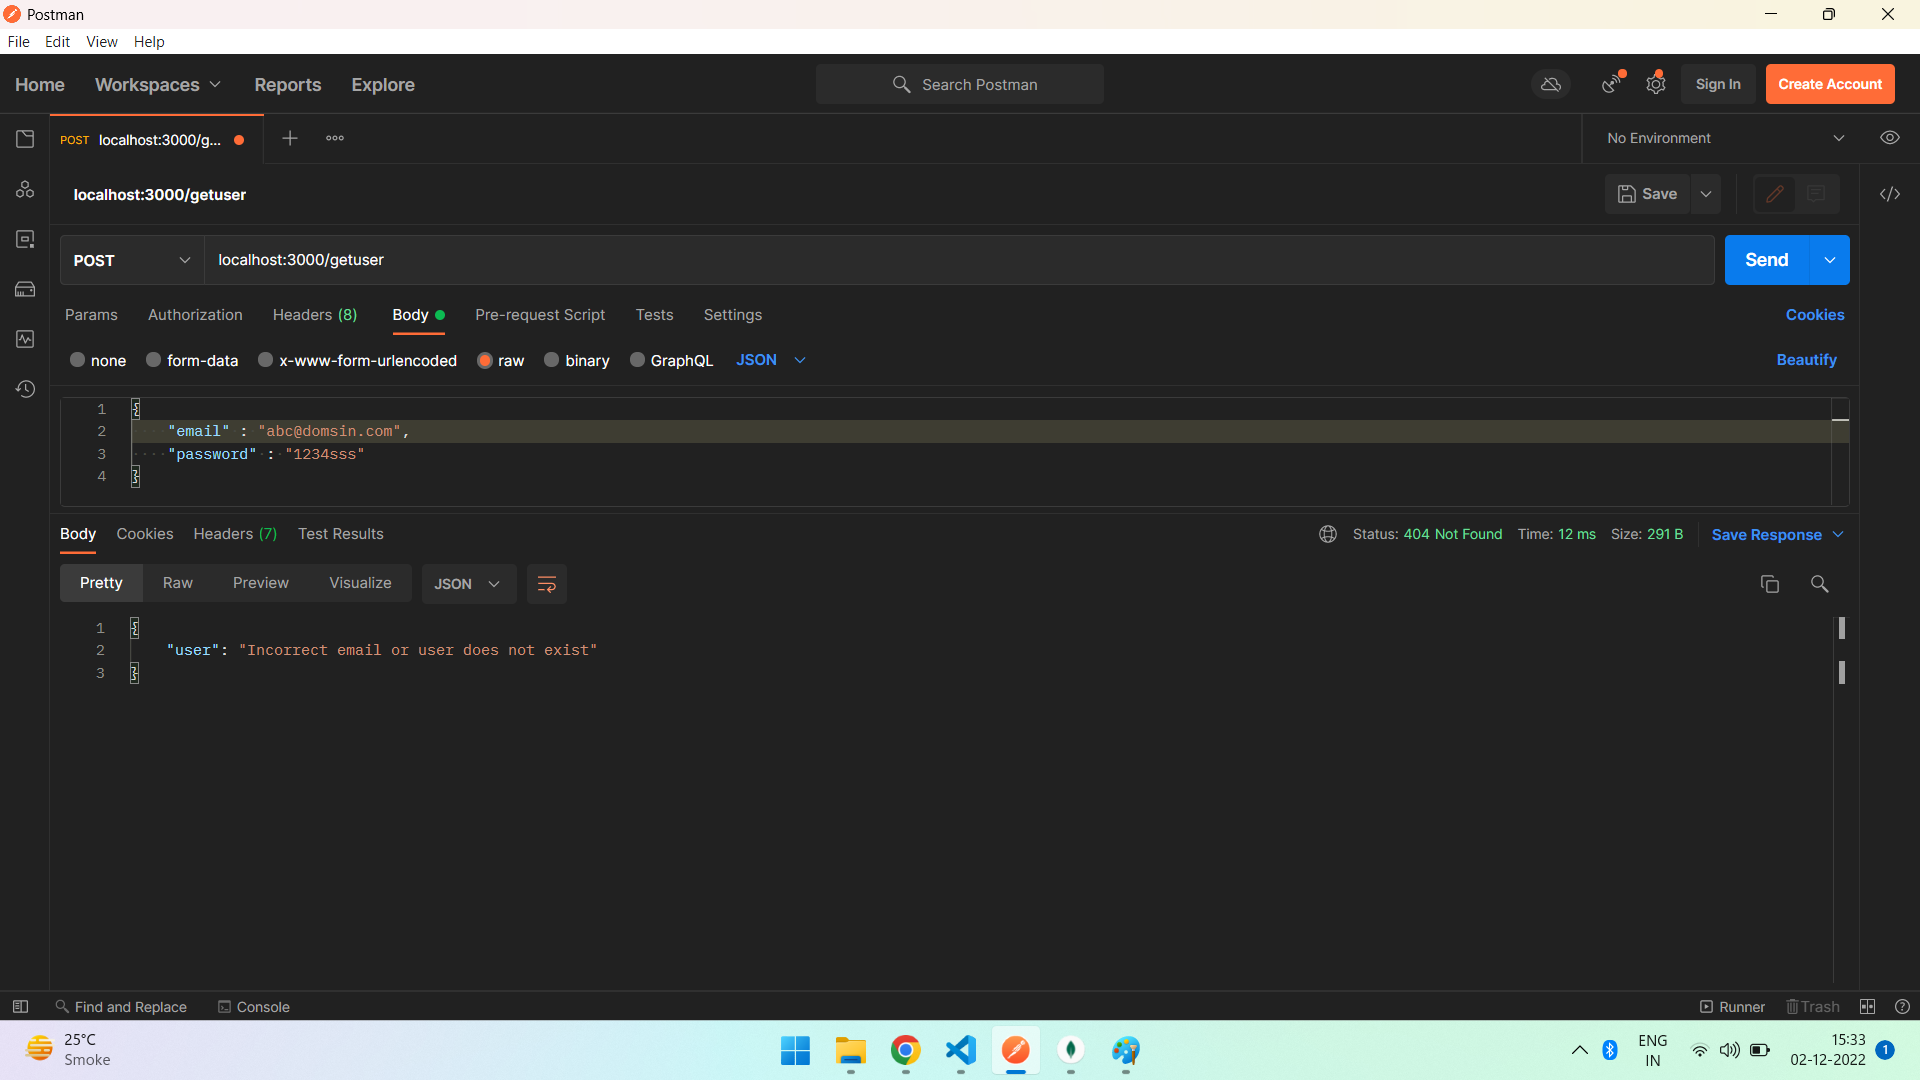 Postman
File Edit View Help
Home Workspaces Reports Explore Search Postman Sign In Create Account
POST localhost:3000/g... No Environment
localhost:3000/getuser Save
POST localhost:3000/getuser Send
Params Authorization Headers (8) Body Pre-request Script Tests Settings Cookies
none form-data x-www-form-urlencoded raw binary GraphQL JSON Beautify
1 {
2 "email" : "abc@domsin.com",
3 "password" : "1234sss"
4 }
Body Cookies Headers (7) Test Results Status: 404 Not Found Time: 12 ms Size: 291 B Save Response
Pretty Raw Preview Visualize JSON
1 {
2 "user": "Incorrect email or user does not exist"
3 }
Find and Replace Console Runner Trash
25°C
Smoke
ENG
IN
15:33
02-12-2022
1